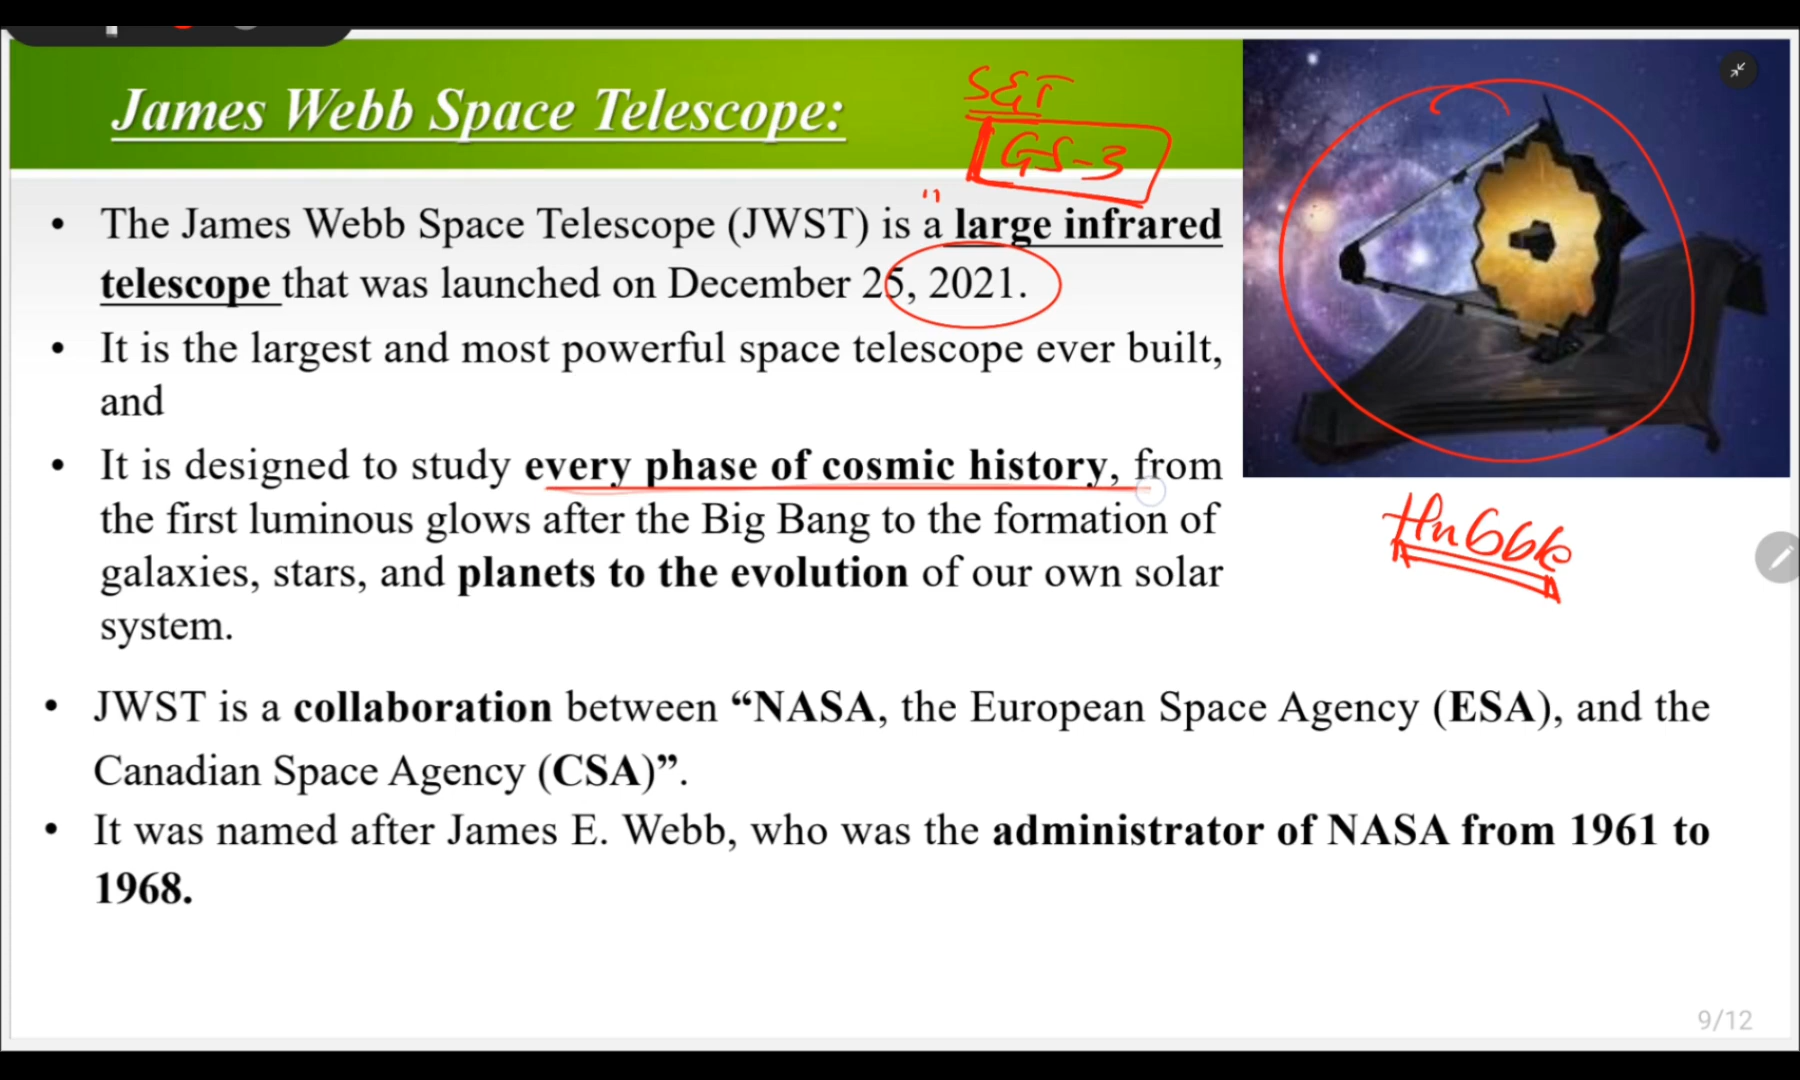 James Webb Space Telescope:
S&T
GS-3
• The James Webb Space Telescope (JWST) is a large infrared
telescope that was launched on December 25, 2021.
• It is the largest and most powerful space telescope ever built,
and
• It is designed to study every phase of cosmic history, from
the first luminous glows after the Big Bang to the formation of
galaxies, stars, and planets to the evolution of our own solar
system.
Hubble
• JWST is a collaboration between “NASA, the European Space Agency (ESA), and the
Canadian Space Agency (CSA)”.
• It was named after James E. Webb, who was the administrator of NASA from 1961 to
1968.
9/12